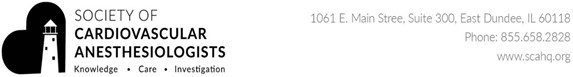 SOCIETY OF
CARDIOVASCULAR
ANESTHESIOLOGISTS
Knowledge • Care • Investigation
1061 E. Main Stree, Suite 300, East Dundee, IL 60118
Phone: 855.658.2828
www.scahq.org